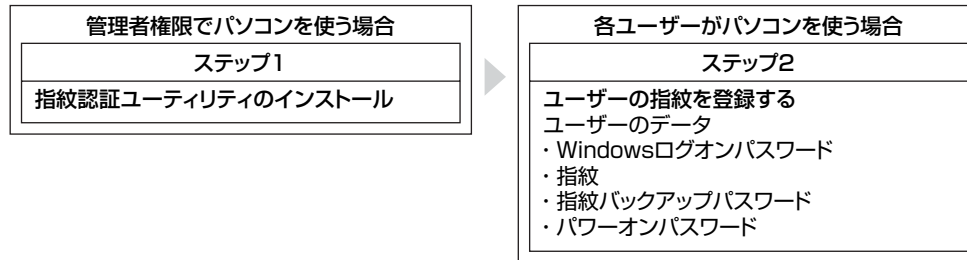 管理者権限でパソコンを使う場合
ステップ1
指紋認証ユーティリティのインストール
各ユーザーがパソコンを使う場合
ステップ2
ユーザーの指紋を登録する
ユーザーのデータ
・Windowsログオンパスワード
・指紋
・指紋バックアップパスワード
・パワーオンパスワード